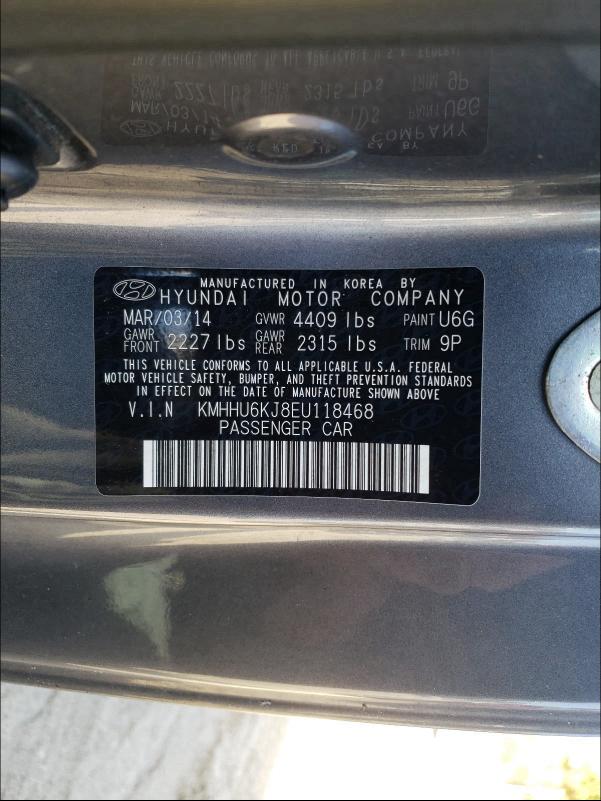 MANUFACTURED IN KOREA BY
HYUNDAI MOTOR COMPANY
MAR/03/14 GVWR 4409 lbs PAINT U6G
GAWR FRONT 2227 lbs GAWR REAR 2315 lbs TRIM 9P
THIS VEHICLE CONFORMS TO ALL APPLICABLE U.S.A. FEDERAL
MOTOR VEHICLE SAFETY, BUMPER, AND THEFT PREVENTION STANDARDS
IN EFFECT ON THE DATE OF MANUFACTURE SHOWN ABOVE
V.I.N KMHHU6KJ8EU118468
PASSENGER CAR